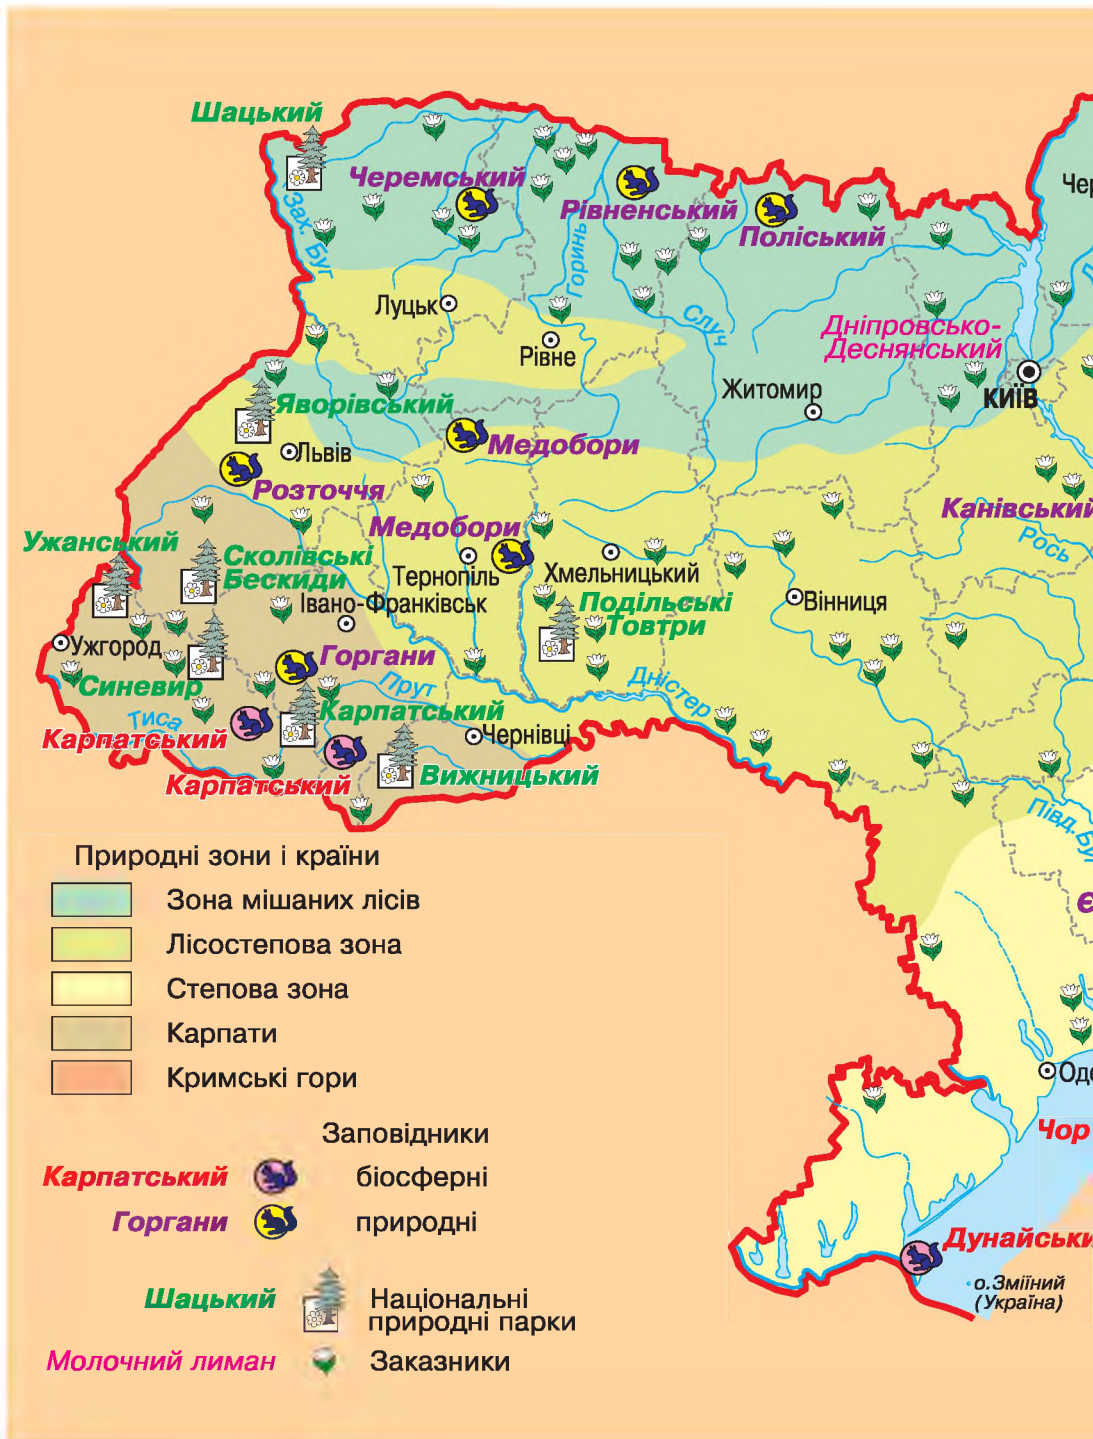 Шацький
Чер
Черемський
Рівненський
Поліський
Зах. Буг
Горинь
Случ
Луцьк
Рівне
Дніпровсько-
Деснянський
Житомир
КИЇВ
Яворівський
Львів
Медобори
Розточчя
Канівський
Медобори
Рось
Ужанський
Сколівські
Бескиди
Тернопіль
Хмельницький
Івано-Франківськ
Подільські
Товтри
Вінниця
Ужгород
Горгани
Синевир
Прут
Дністер
Тиса
Карпатський
Карпатський
Чернівці
Карпатський
Вижницький
Півд. Буг
Природні зони і країни
Зона мішаних лісів
Лісостепова зона
Є
Степова зона
Карпати
Кримські гори
Оде
Чор
Заповідники
Карпатський
біосферні
Горгани
природні
Дунайськи
о.Зміїний
(Україна)
Шацький
Національні
природні парки
Молочний лиман
Заказники